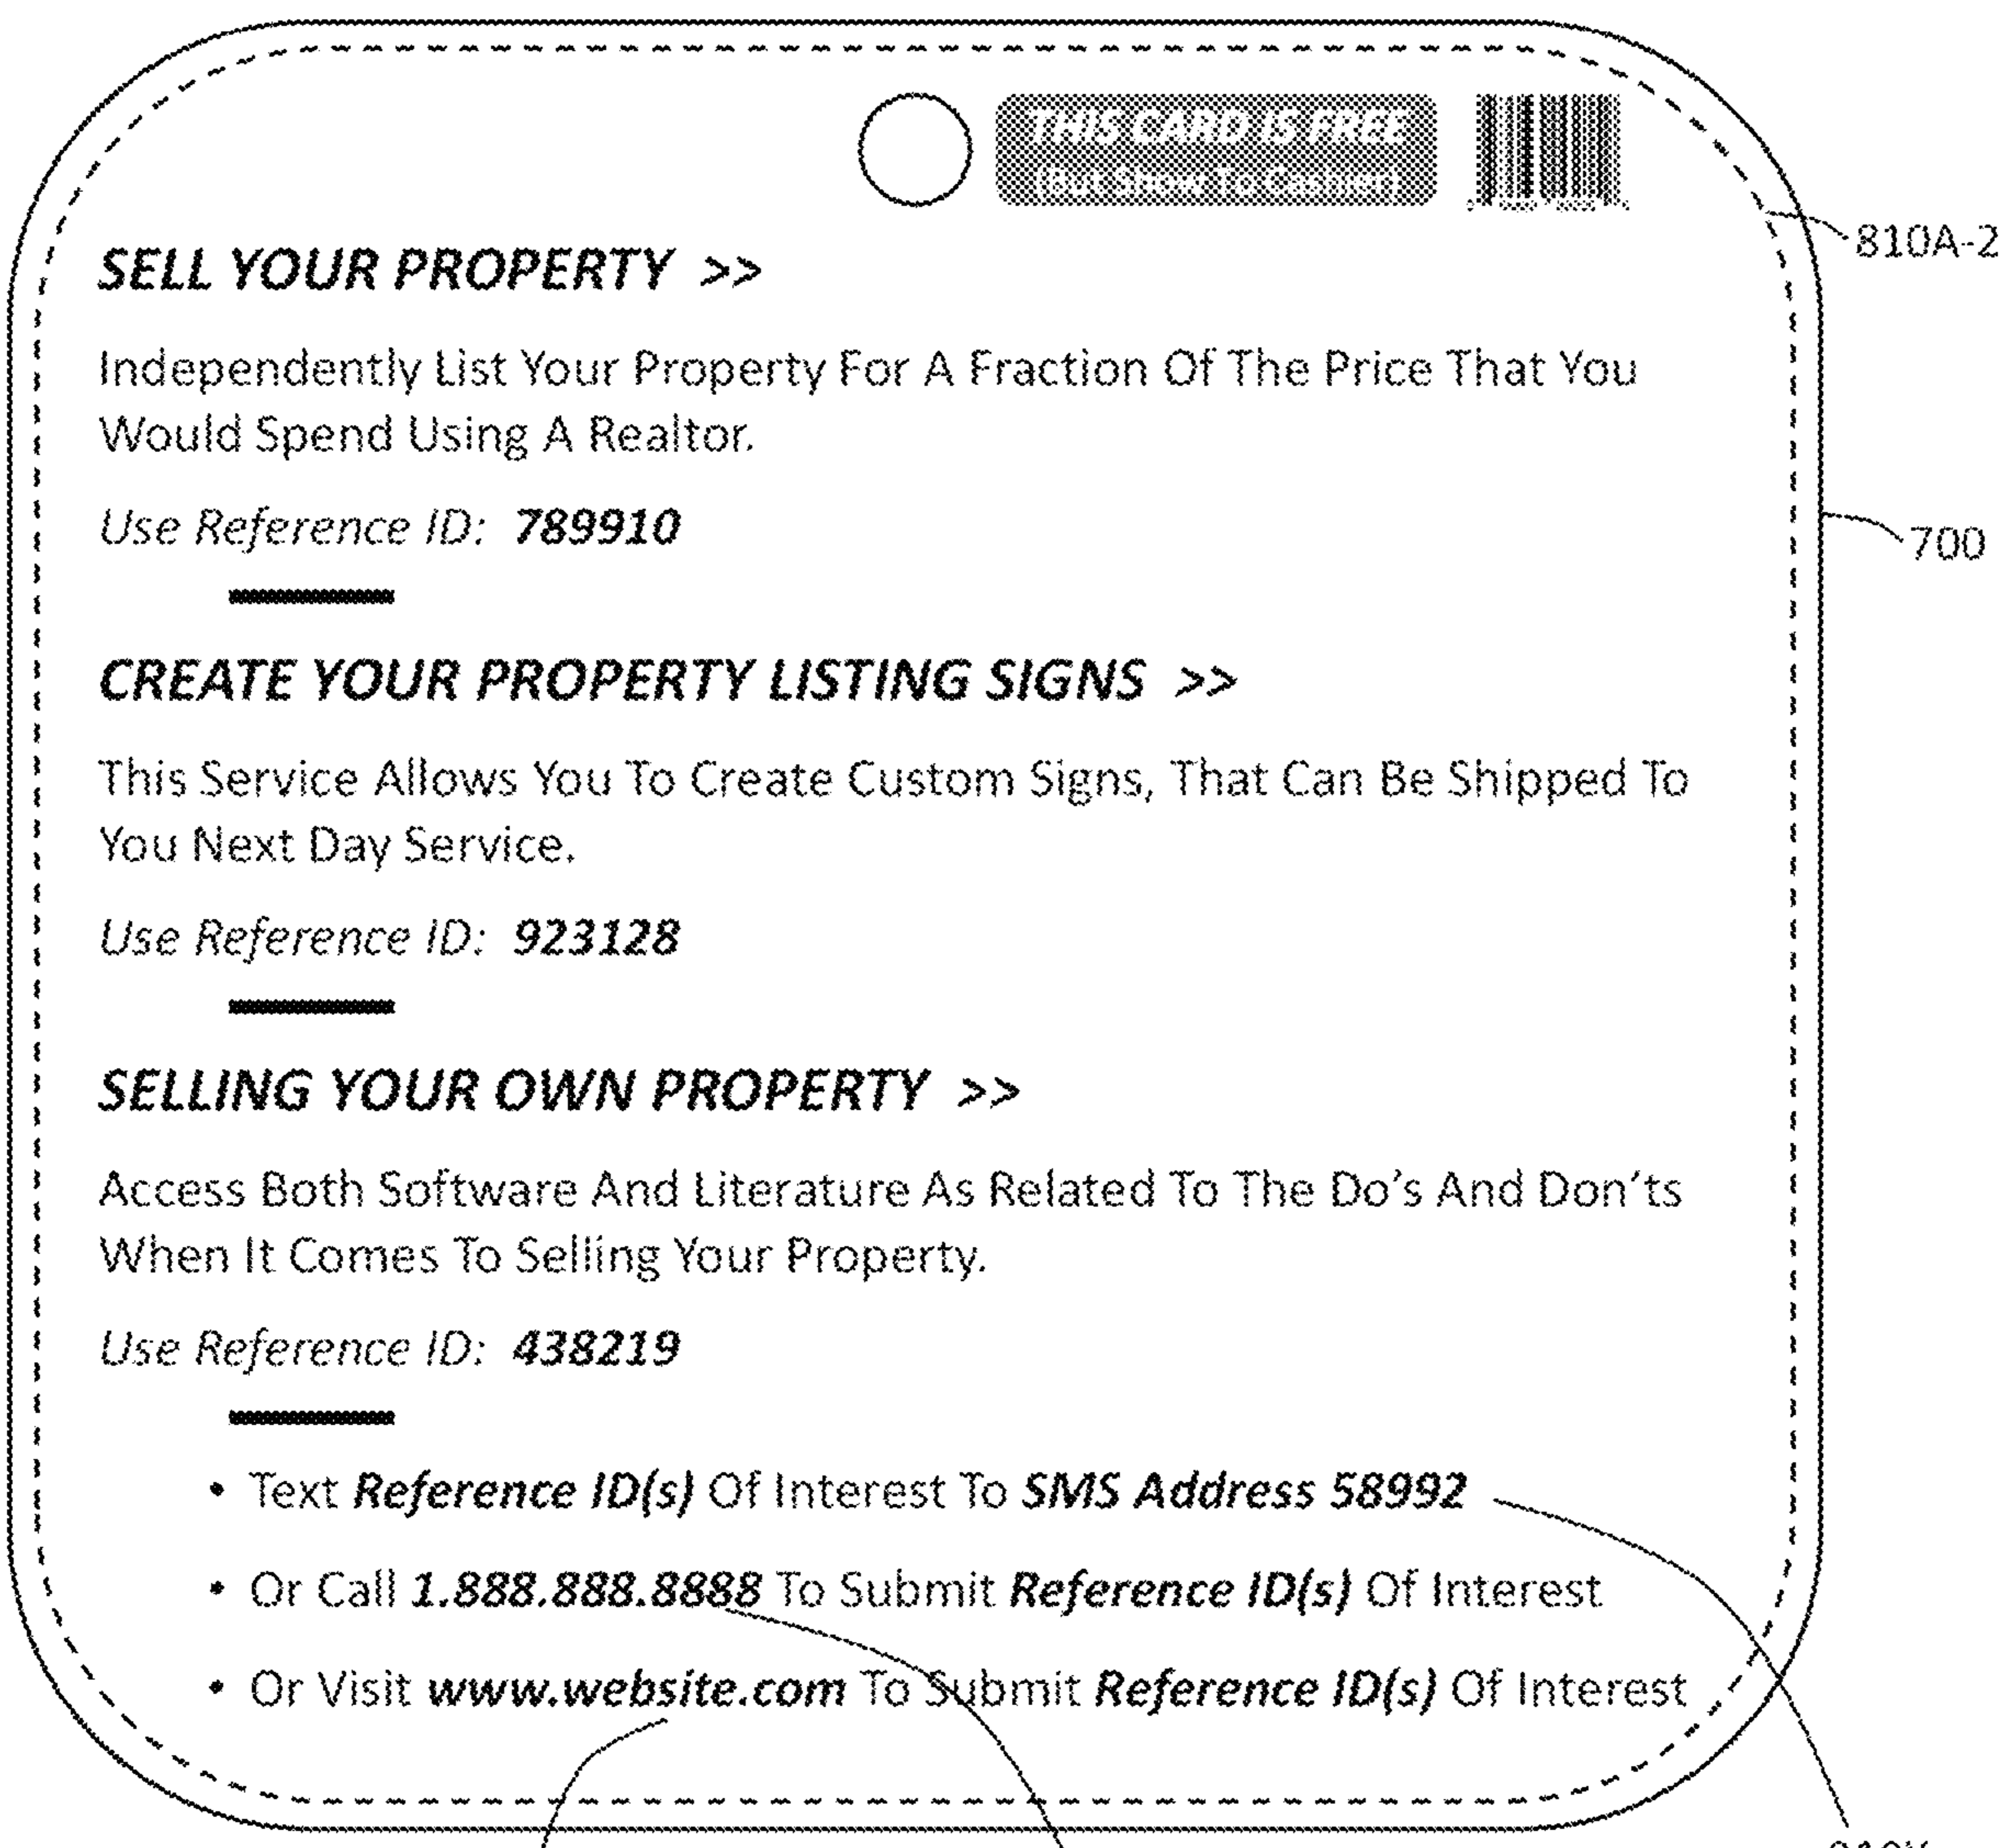 THIS CARD IS FREE
(But Show To Cashier)
810A-2
SELL YOUR PROPERTY >>
Independently List Your Property For A Fraction Of The Price That You
Would Spend Using A Realtor.
Use Reference ID: 789910
700
CREATE YOUR PROPERTY LISTING SIGNS >>
This Service Allows You To Create Custom Signs, That Can Be Shipped To
You Next Day Service.
Use Reference ID: 923128
SELLING YOUR OWN PROPERTY >>
Access Both Software And Literature As Related To The Do's And Don'ts
When It Comes To Selling Your Property.
Use Reference ID: 438219
• Text Reference ID(s) Of Interest To SMS Address 58992
• Or Call 1.888.888.8888 To Submit Reference ID(s) Of Interest
• Or Visit www.website.com To Submit Reference ID(s) Of Interest